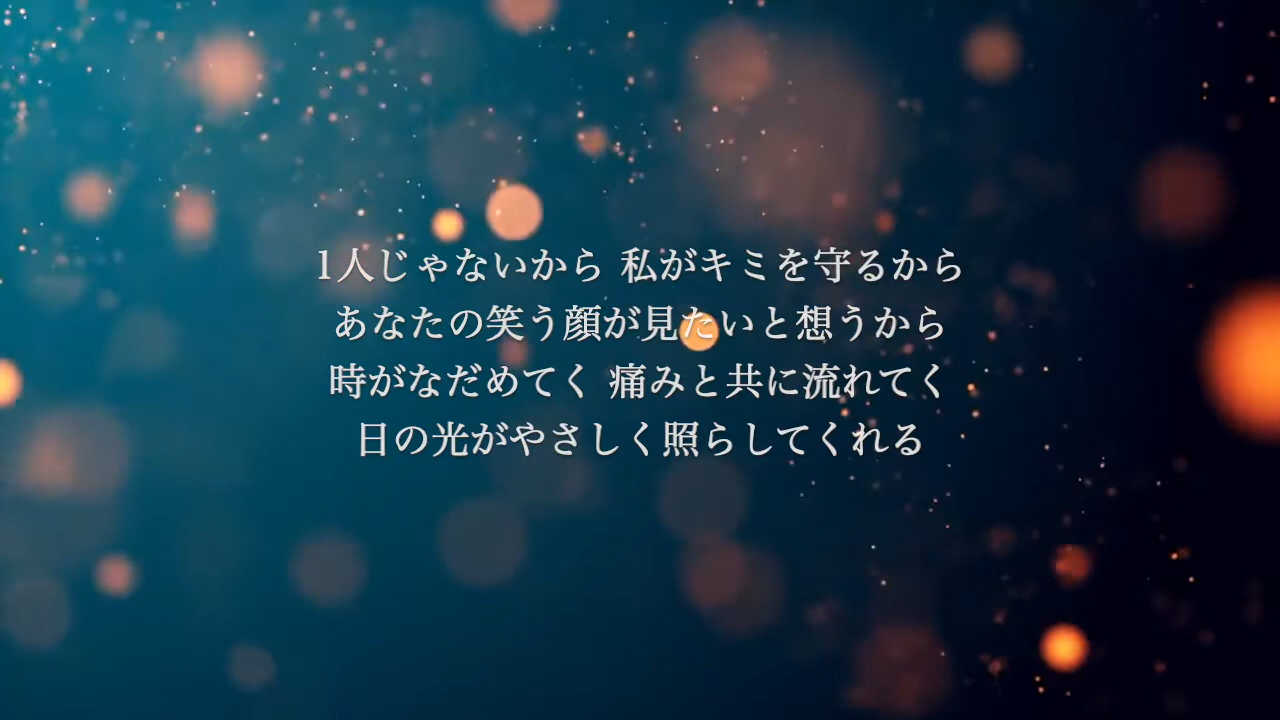 1人じゃないから 私がキミを守るから
あなたの笑う顔が見たいと想うから
時がなだめてく 痛みと共に流れてく
日の光がやさしく照らしてくれる